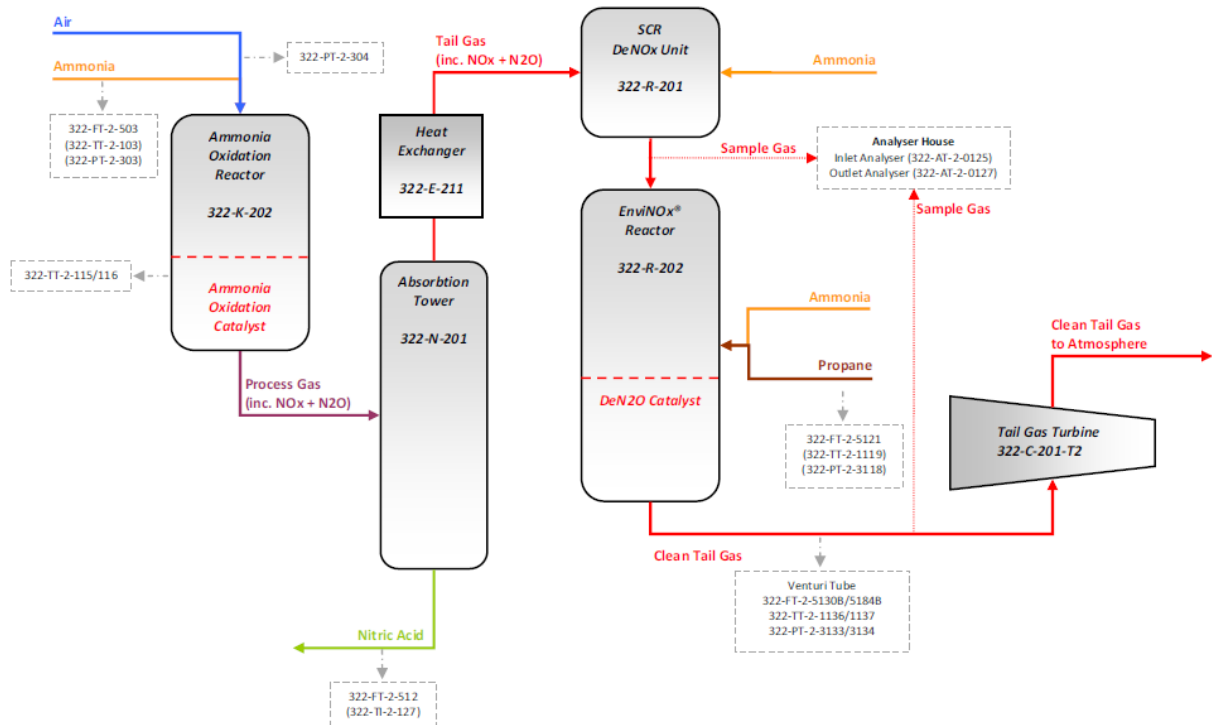 Air
322-PT-2-304
Ammonia
322-FT-2-503
(322-TT-2-103)
(322-PT-2-303)
Ammonia
Oxidation
Reactor
322-K-202
322-TT-2-115/116
Ammonia
Oxidation
Catalyst
Process Gas
(inc. NOx + N2O)
Tail Gas
(inc. NOx + N2O)
Heat
Exchanger
322-E-211
Absorbtion
Tower
322-N-201
Nitric Acid
322-FT-2-512
(322-TI-2-127)
SCR
DeNOx Unit
322-R-201
Ammonia
Sample Gas
Analyser House
Inlet Analyser (322-AT-2-0125)
Outlet Analyser (322-AT-2-0127)
Sample Gas
EnviNOx®
Reactor
322-R-202
Ammonia
Propane
DeN2O Catalyst
322-FT-2-5121
(322-TT-2-1119)
(322-PT-2-3118)
Clean Tail Gas
to Atmosphere
Tail Gas Turbine
322-C-201-T2
Clean Tail Gas
Venturi Tube
322-FT-2-5130B/5184B
322-TT-2-1136/1137
322-PT-2-3133/3134